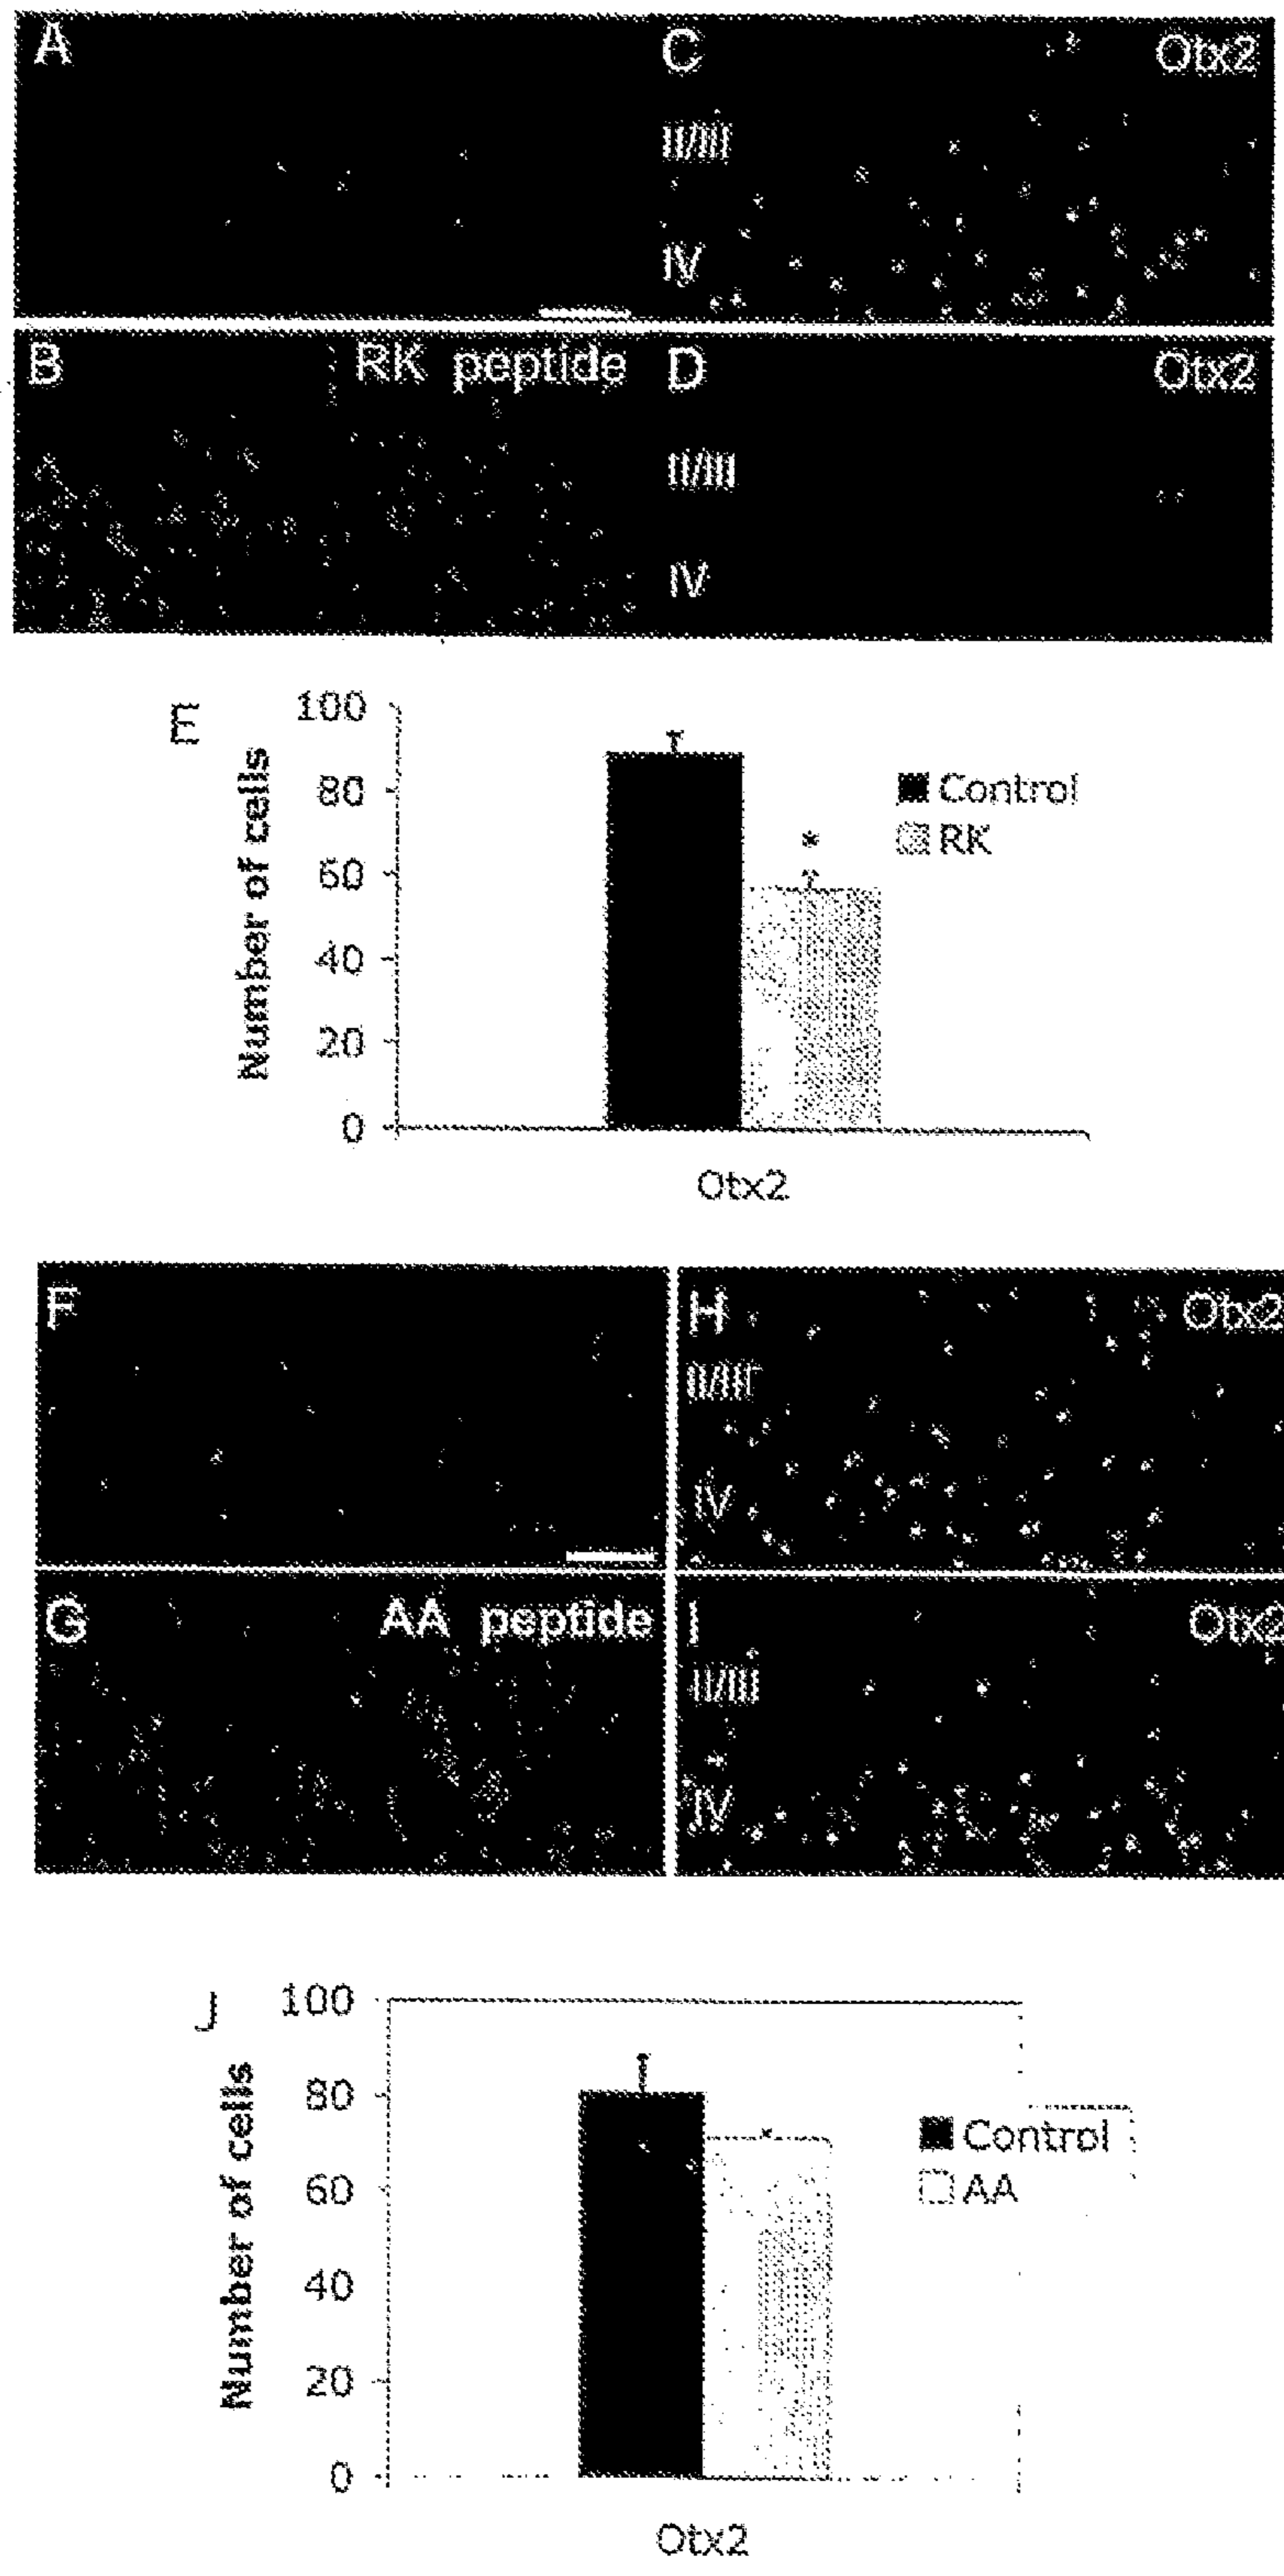 A
C
Otx2
II/III
IV
B
RK peptide
D
Otx2
II/III
IV
E
100
80
60
40
20
0
Number of cells
*
Control
RK
Otx2
F
H
Otx2
II/III
IV
G
AA peptide
I
Otx2
II/III
IV
J
100
80
60
40
20
0
Number of cells
Control
AA
Otx2